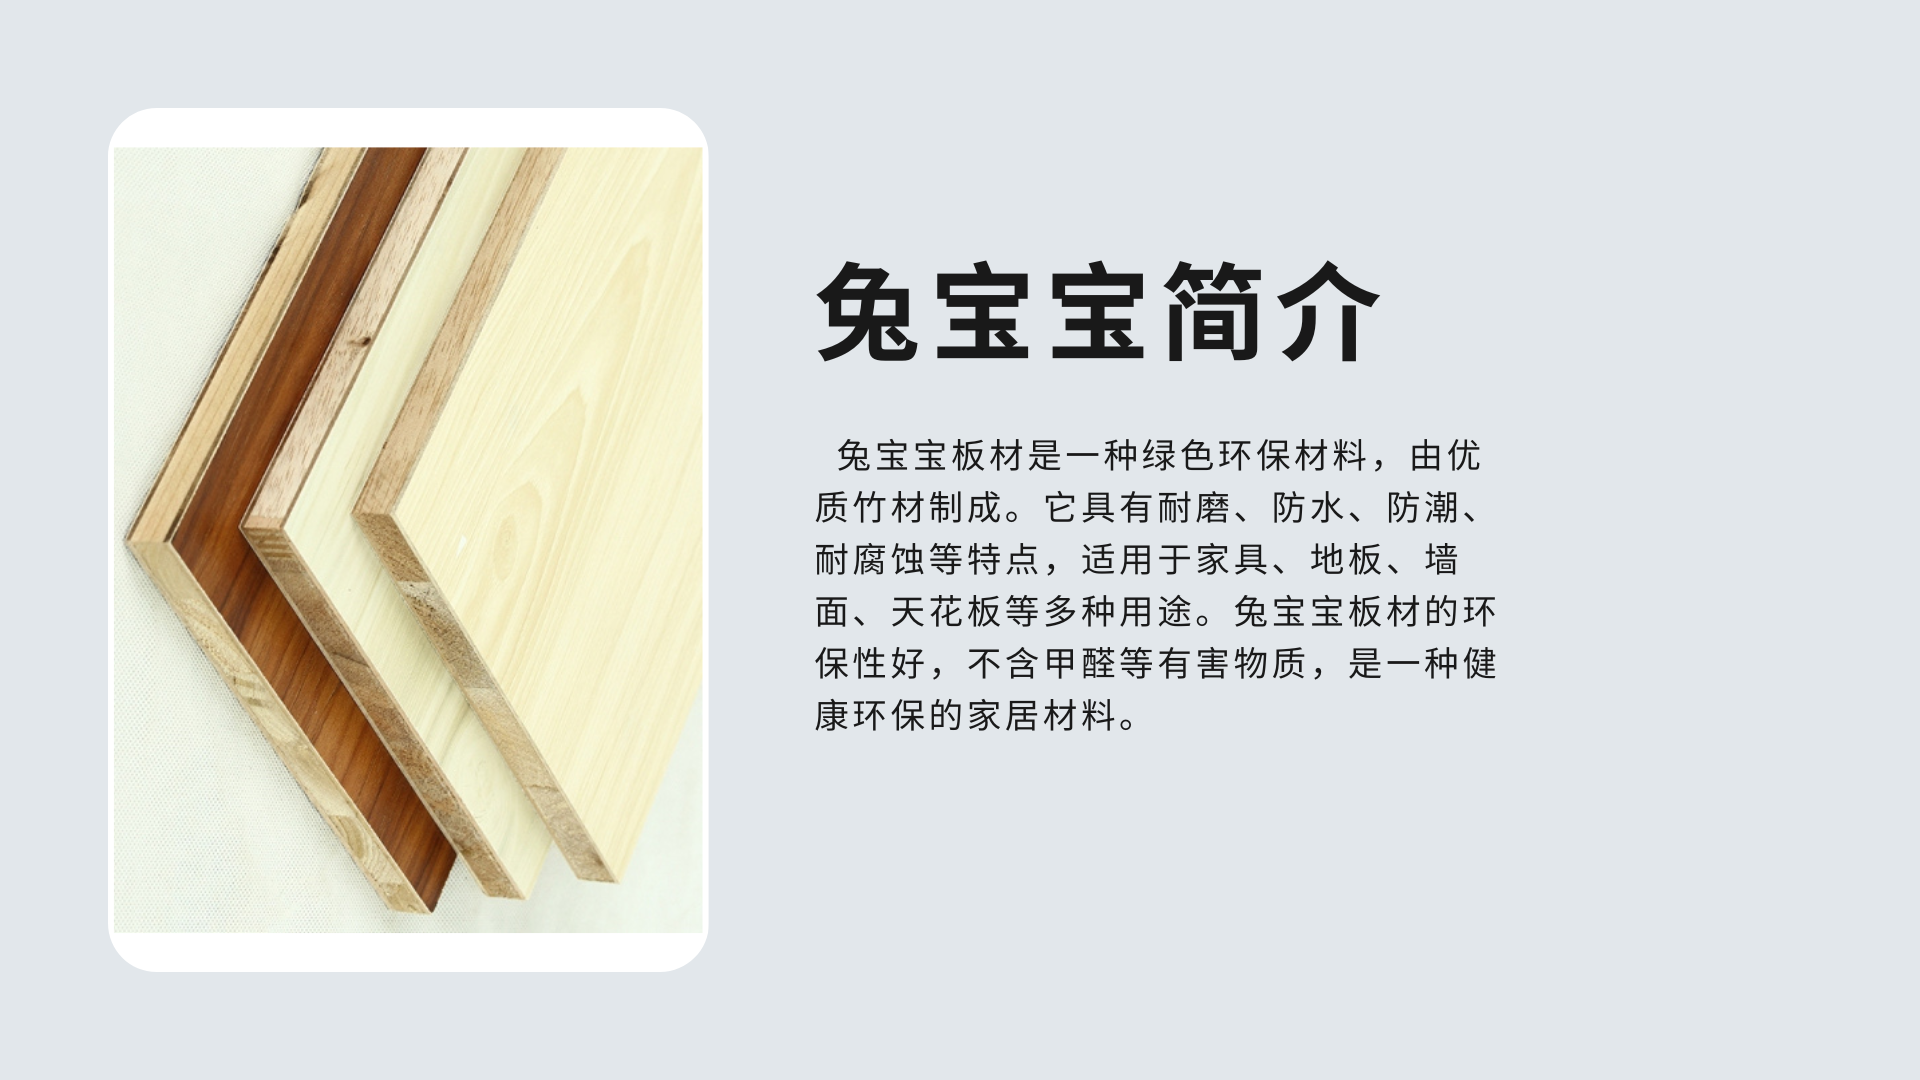 兔宝宝简介
兔宝宝板材是一种绿色环保材料，由优
质竹材制成。它具有耐磨、防水、防潮、
耐腐蚀等特点，适用于家具、地板、墙
面、天花板等多种用途。兔宝宝板材的环
保性好，不含甲醛等有害物质，是一种健
康环保的家居材料。